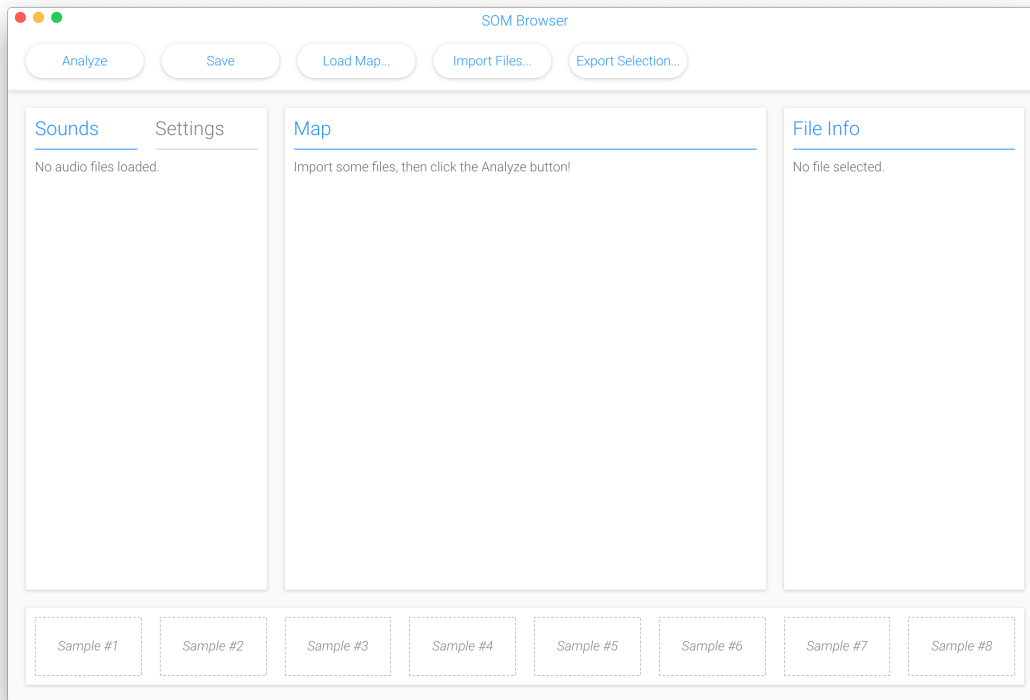 SOM Browser
Analyze
Save
Load Map...
Import Files...
Export Selection...
Sounds
Settings
No audio files loaded.
Map
Import some files, then click the Analyze button!
File Info
No file selected.
Sample #1
Sample #2
Sample #3
Sample #4
Sample #5
Sample #6
Sample #7
Sample #8